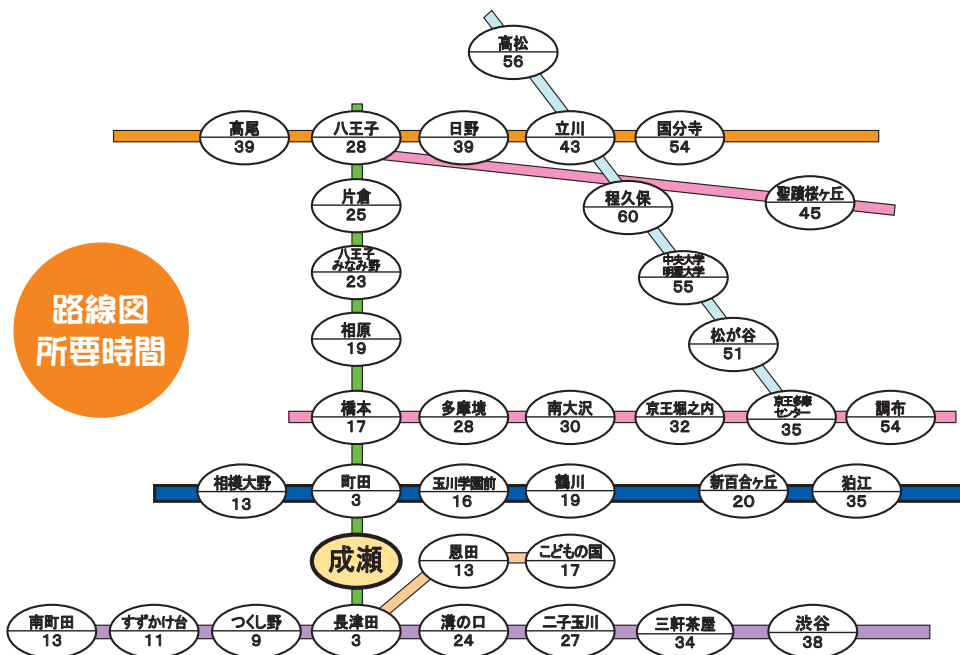 高松
56
高尾
39
八王子
28
日野
39
立川
43
国分寺
54
片倉
25
程久保
60
聖蹟桜ヶ丘
45
八王子
みなみ野
23
中央大学
明星大学
55
路線図
所要時間
相原
19
松が谷
51
橋本
17
多摩境
28
南大沢
30
京王堀之内
32
京王多摩
センター
35
調布
54
相模大野
13
町田
3
玉川学園前
16
鶴川
19
新百合ヶ丘
20
狛江
35
成瀬
恩田
13
こどもの国
17
南町田
13
すずかけ台
11
つくし野
9
長津田
3
溝の口
24
二子玉川
27
三軒茶屋
34
渋谷
38